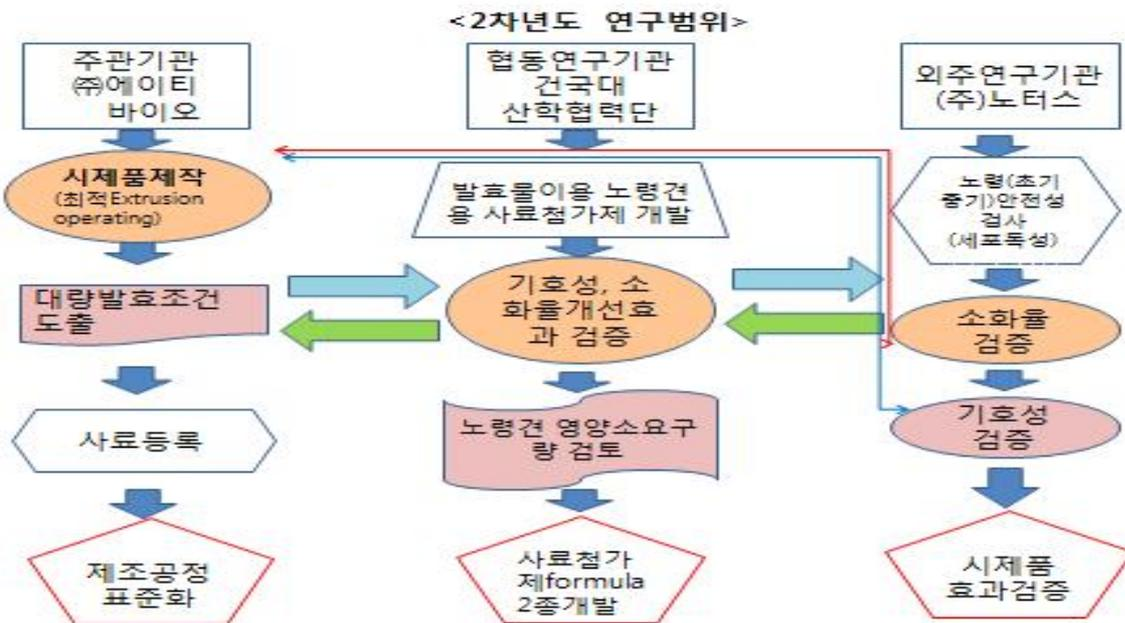 <2차년도 연구범위>
주관기관
㈜에이티
바이오
시제품제작
(최적Extrusion
operating)
대량발효조건
도출
사료등록
제조공정
표준화
협동연구기관
건국대
산학협력단
발효물이용 노령견
용 사료첨가제 개발
기호성, 소
화율개선효
과 검증
노령견 영양소요구
량 검토
사료첨가
제formula
2종개발
외주연구기관
(주)노터스
노령(초기
중기)안전성
검사
(세포독성)
소화율
검증
기호성
검증
시제품
효과검증